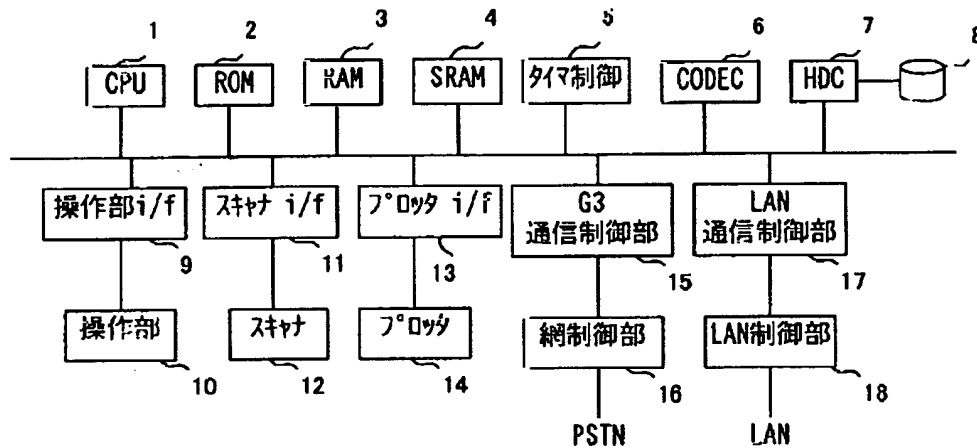 1 2 3 4 5 6 7 8
CPU ROM RAM SRAM ﾀｲﾏ制御 CODEC HDC
操作部i/f ｽｷｬﾅ i/f ﾌﾟﾛｯﾀ i/f G3 LAN
通信制御部 通信制御部
9 11 13 15 17
操作部 ｽｷｬﾅ ﾌﾟﾛｯﾀ 網制御部 LAN制御部
10 12 14 16 18
PSTN LAN